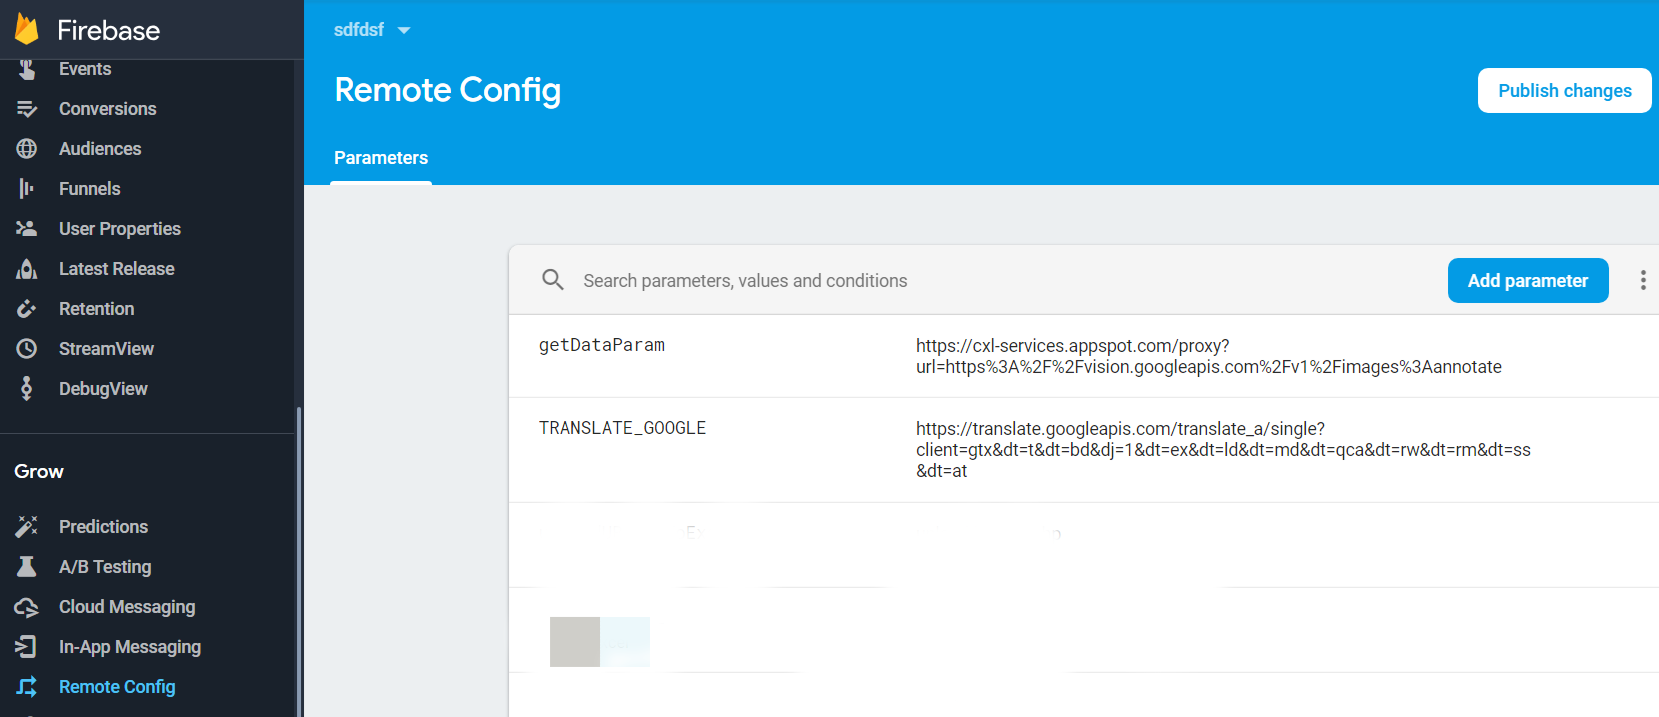 Firebase
Events
Conversions
Audiences
Funnels
User Properties
Latest Release
Retention
StreamView
DebugView
Grow
Predictions
A/B Testing
Cloud Messaging
In-App Messaging
Remote Config
sdfdsf
Remote Config
Publish changes
Parameters
Search parameters, values and conditions
Add parameter
getDataParam
https://cxl-services.appspot.com/proxy?
url=https%3A%2F%2Fvision.googleapis.com%2Fv1%2Fimages%3Aannotate
TRANSLATE_GOOGLE
https://translate.googleapis.com/translate_a/single?
client=gtx&dt=t&dt=bd&dj=1&dt=ex&dt=ld&dt=md&dt=qca&dt=rw&dt=rm&dt=ss
&dt=at